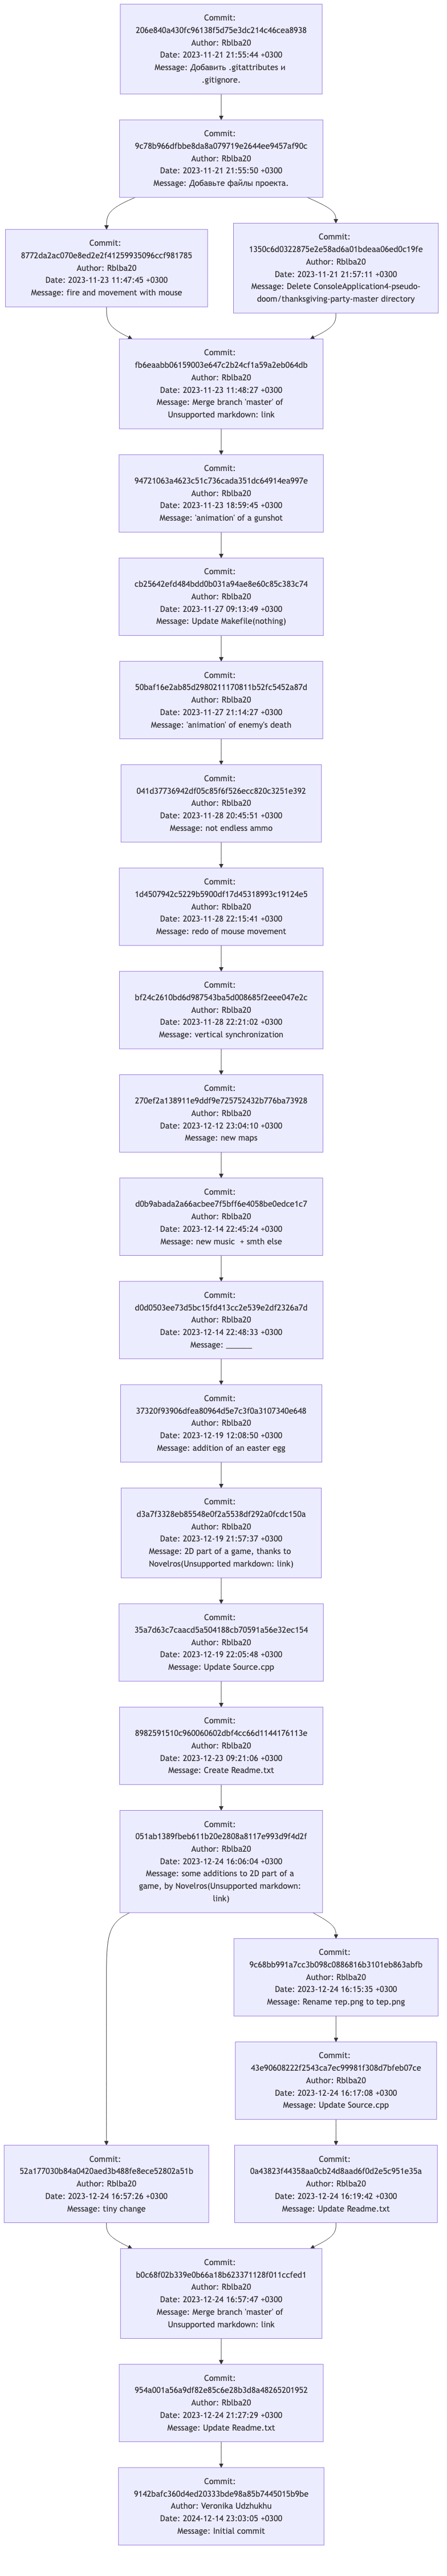 Commit:
206e840a430fc96138f5d75e3dc214c46cea8938
Author: Rblba20
Date: 2023-11-21 21:55:44 +0300
Message: Добавить .gitattributes и
.gitignore.
Commit:
9c78b966dfbbe8da8a079719e2644ee9457af90c
Author: Rblba20
Date: 2023-11-21 21:55:50 +0300
Message: Добавьте файлы проекта.
Commit:
8772da2ac070e8ed2e2f41259935096ccf981785
Author: Rblba20
Date: 2023-11-23 11:47:45 +0300
Message: fire and movement with mouse
Commit:
1350c6d0322875e2e58ad6a01bdeaa06ed0c19fe
Author: Rblba20
Date: 2023-11-21 21:57:11 +0300
Message: Delete ConsoleApplication4-pseudo-
doom/thanksgiving-party-master directory
Commit:
fb6eaabb06159003e647c2b24cf1a59a2eb064db
Author: Rblba20
Date: 2023-11-23 11:48:27 +0300
Message: Merge branch 'master' of
Unsupported markdown: link
Commit:
94721063a4623c51c736cada351dc64914ea997e
Author: Rblba20
Date: 2023-11-23 18:59:45 +0300
Message: 'animation' of a gunshot
Commit:
cb25642efd484bdd0b031a94ae8e60c85c383c74
Author: Rblba20
Date: 2023-11-27 09:13:49 +0300
Message: Update Makefile(nothing)
Commit:
50baf16e2ab85d2980211170811b52fc5452a87d
Author: Rblba20
Date: 2023-11-27 21:14:27 +0300
Message: 'animation' of enemy's death
Commit:
041d37736942df05c85f6f526ecc820c3251e392
Author: Rblba20
Date: 2023-11-28 20:45:51 +0300
Message: not endless ammo
Commit:
1d4507942c5229b5900df17d45318993c19124e5
Author: Rblba20
Date: 2023-11-28 22:15:41 +0300
Message: redo of mouse movement
Commit:
bf24c2610bd6d987543ba5d008685f2eee047e2c
Author: Rblba20
Date: 2023-11-28 22:21:02 +0300
Message: vertical synchronization
Commit:
270ef2a138911e9ddf9e725752432b776ba73928
Author: Rblba20
Date: 2023-12-12 23:04:10 +0300
Message: new maps
Commit:
d0b9abada2a66acbee7f5bff6e4058be0edce1c7
Author: Rblba20
Date: 2023-12-14 22:45:24 +0300
Message: new music + smth else
Commit:
d0d0503ee73d5bc15fd413cc2e539e2df2326a7d
Author: Rblba20
Date: 2023-12-14 22:48:33 +0300
Message: ______
Commit:
37320f93906dfea80964d5e7c3f0a3107340e648
Author: Rblba20
Date: 2023-12-19 12:08:50 +0300
Message: addition of an easter egg
Commit:
d3a7f3328eb85548e0f2a5538df292a0fcdc150a
Author: Rblba20
Date: 2023-12-19 21:57:37 +0300
Message: 2D part of a game, thanks to
Novelros(Unsupported markdown: link)
Commit:
35a7d63c7caacd5a504188cb70591a56e32ec154
Author: Rblba20
Date: 2023-12-19 22:05:48 +0300
Message: Update Source.cpp
Commit:
8982591510c960060602dbf4cc66d1144176113e
Author: Rblba20
Date: 2023-12-23 09:21:06 +0300
Message: Create Readme.txt
Commit:
051ab1389fbeb611b20e2808a8117e993d9f4d2f
Author: Rblba20
Date: 2023-12-24 16:06:04 +0300
Message: some additions to 2D part of a
game, by Novelros(Unsupported markdown:
link)
Commit:
9c68bb991a7cc3b098c0886816b3101eb863abfb
Author: Rblba20
Date: 2023-12-24 16:15:35 +0300
Message: Rename тер.png to tep.png
Commit:
43e90608222f2543ca7ec99981f308d7bfeb07ce
Author: Rblba20
Date: 2023-12-24 16:17:08 +0300
Message: Update Source.cpp
Commit:
52a177030b84a0420aed3b488fe8ece52802a51b
Author: Rblba20
Date: 2023-12-24 16:57:26 +0300
Message: tiny change
Commit:
0a43823f44358aa0cb24d8aad6f0d2e5c951e35a
Author: Rblba20
Date: 2023-12-24 16:19:42 +0300
Message: Update Readme.txt
Commit:
b0c68f02b339e0b66a18b623371128f011ccfed1
Author: Rblba20
Date: 2023-12-24 16:57:47 +0300
Message: Merge branch 'master' of
Unsupported markdown: link
Commit:
954a001a56a9df82e85c6e28b3d8a48265201952
Author: Rblba20
Date: 2023-12-24 21:27:29 +0300
Message: Update Readme.txt
Commit:
9142bafc360d4ed20333bde98a85b7445015b9be
Author: Veronika Udzhukhu
Date: 2024-12-14 23:03:05 +0300
Message: Initial commit